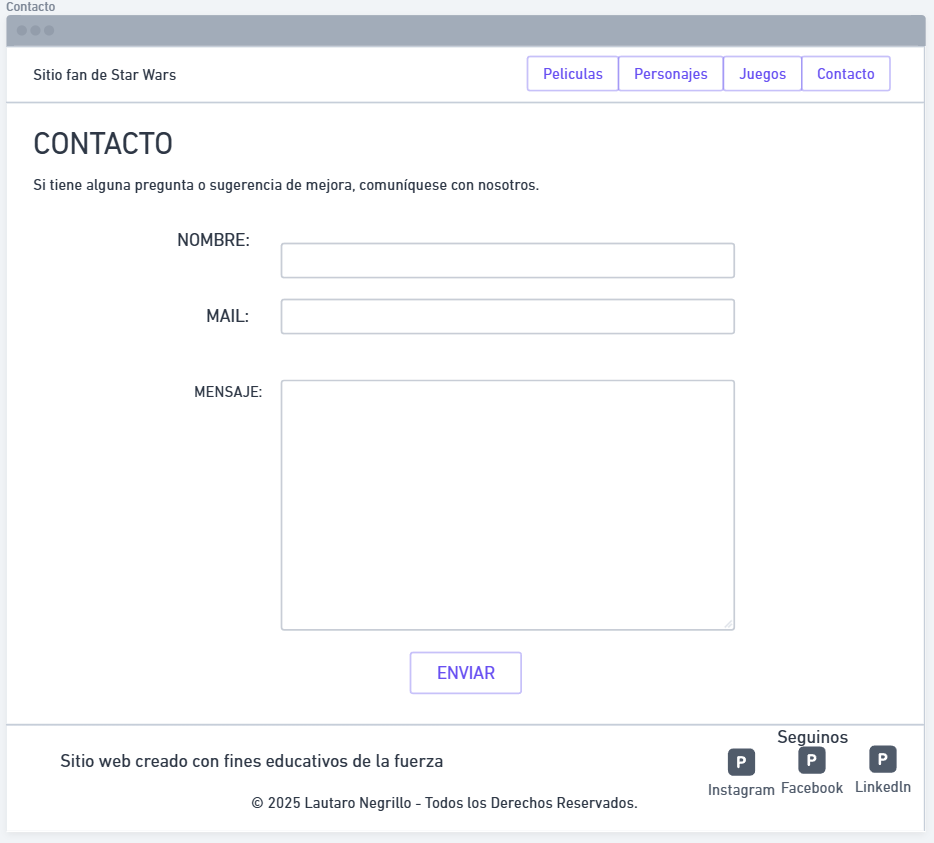 Contacto
Sitio fan de Star Wars
Peliculas
Personajes
Juegos
Contacto
CONTACTO
Si tiene alguna pregunta o sugerencia de mejora, comuníquese con nosotros.
NOMBRE:
MAIL:
MENSAJE:
ENVIAR
Seguinos
Sitio web creado con fines educativos de la fuerza
P
P
P
Instagram
Facebook
LinkedIn
© 2025 Lautaro Negrillo - Todos los Derechos Reservados.